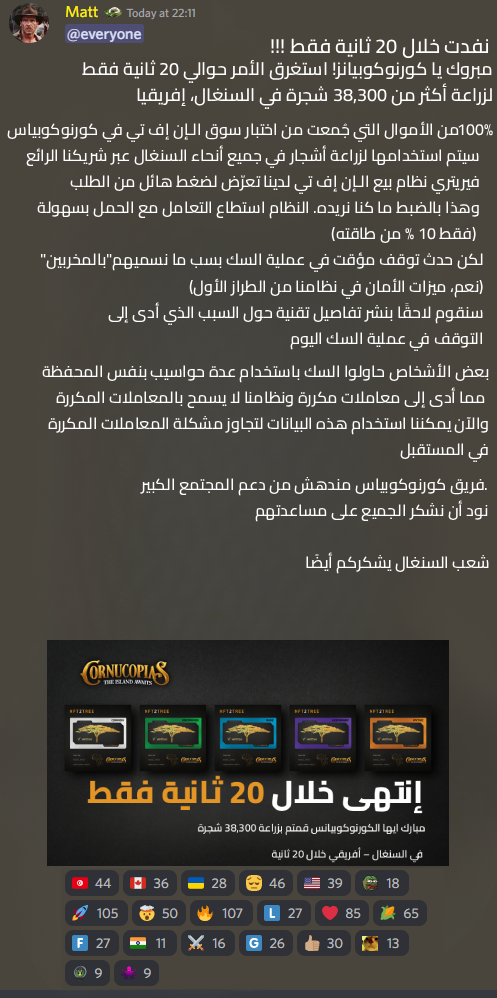 Matt Today at 22:11
@everyone
نفدت خلال 20 ثانية فقط !!!
مبروك يا كورنوكوبيانز! استغرق الأمر حوالي 20 ثانية فقط
لزراعة أكثر من 38,300 شجرة في السنغال، إفريقيا
100%من الأموال التي جُمعت من اختبار سوق الـإن إف تي في كورنوكوبياس
سيتم استخدامها لزراعة أشجار في جميع أنحاء السنغال عبر شريكنا الرائع
فيريتري نظام بيع الـإن إف تي لدينا تعرّض لضغط هائل من الطلب
وهذا بالضبط ما كنا نريده. النظام استطاع التعامل مع الحمل بسهولة
(فقط 10 % من طاقته)
لكن حدث توقف مؤقت في عملية السك بسب ما نسميهم"بالمخربين"
(نعم، ميزات الأمان في نظامنا من الطراز الأول)
سنقوم لاحقًا بنشر تفاصيل تقنية حول السبب الذي أدى إلى
التوقف في عملية السك اليوم
بعض الأشخاص حاولوا السك باستخدام عدة حواسيب بنفس المحفظة
مما أدى إلى معاملات مكررة ونظامنا لا يسمح بالمعاملات المكررة
والآن يمكننا استخدام هذه البيانات لتجاوز مشكلة المعاملات المكررة
في المستقبل
.فريق كورنوكوبياس مندهش من دعم المجتمع الكبير
نود أن نشكر الجميع على مساعدتهم
شعب السنغال يشكركم أيضًا
CORNUCOPIAS
THE ISLAND AWAITS
NFT2TREE NFT2TREE NFT2TREE NFT2TREE NFT2TREE
إنتهى خلال 20 ثانية فقط
مبارك ايها الكورنوكوبيانس قمتم بزراعة 38,300 شجرة
في السنغال – أفريقي خلال 20 ثانية
44 36 28 46 39 18
105 50 107 L 27 85 65
F 27 11 16 G 26 30 13
9 9